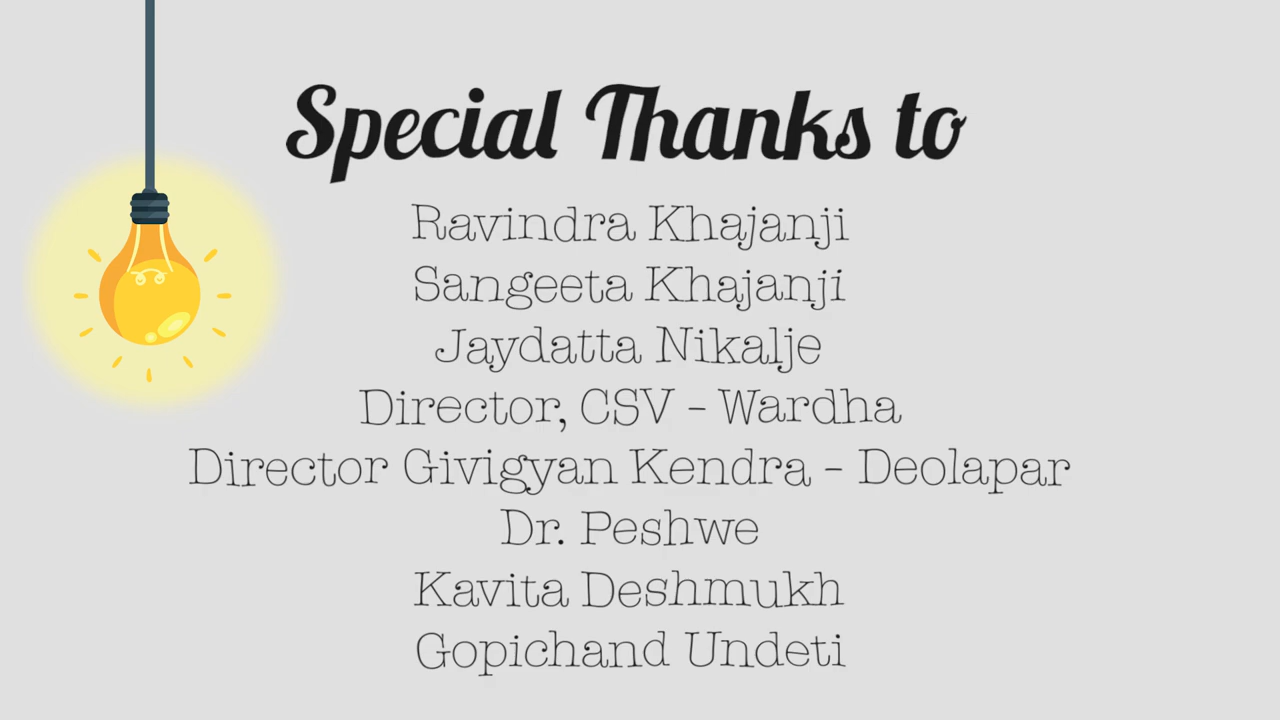 Special Thanks to
Ravindra Khajanji
Sangeeta Khajanji
Jaydatta Nikalje
Director, CSV - Wardha
Director Givigyan Kendra - Deolapar
Dr. Peshwe
Kavita Deshmukh
Gopichand Undeti